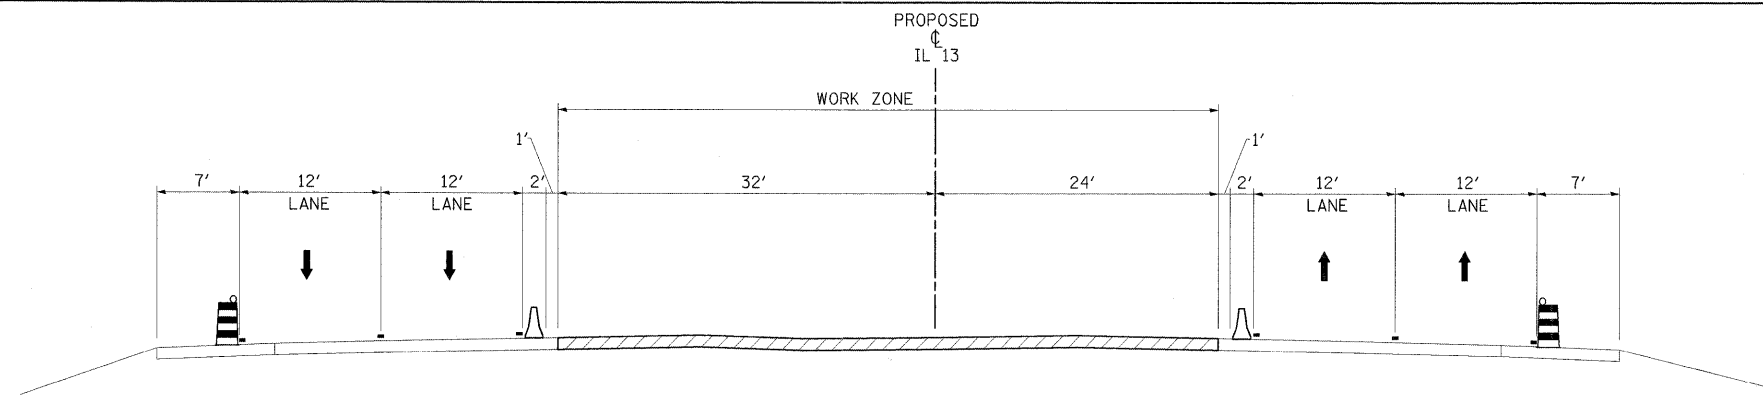 PROPOSED
℄
IL 13
WORK ZONE
1' 1'
7' 12' 12' 2' 32' 24' 2' 12' 12' 7'
LANE LANE LANE LANE